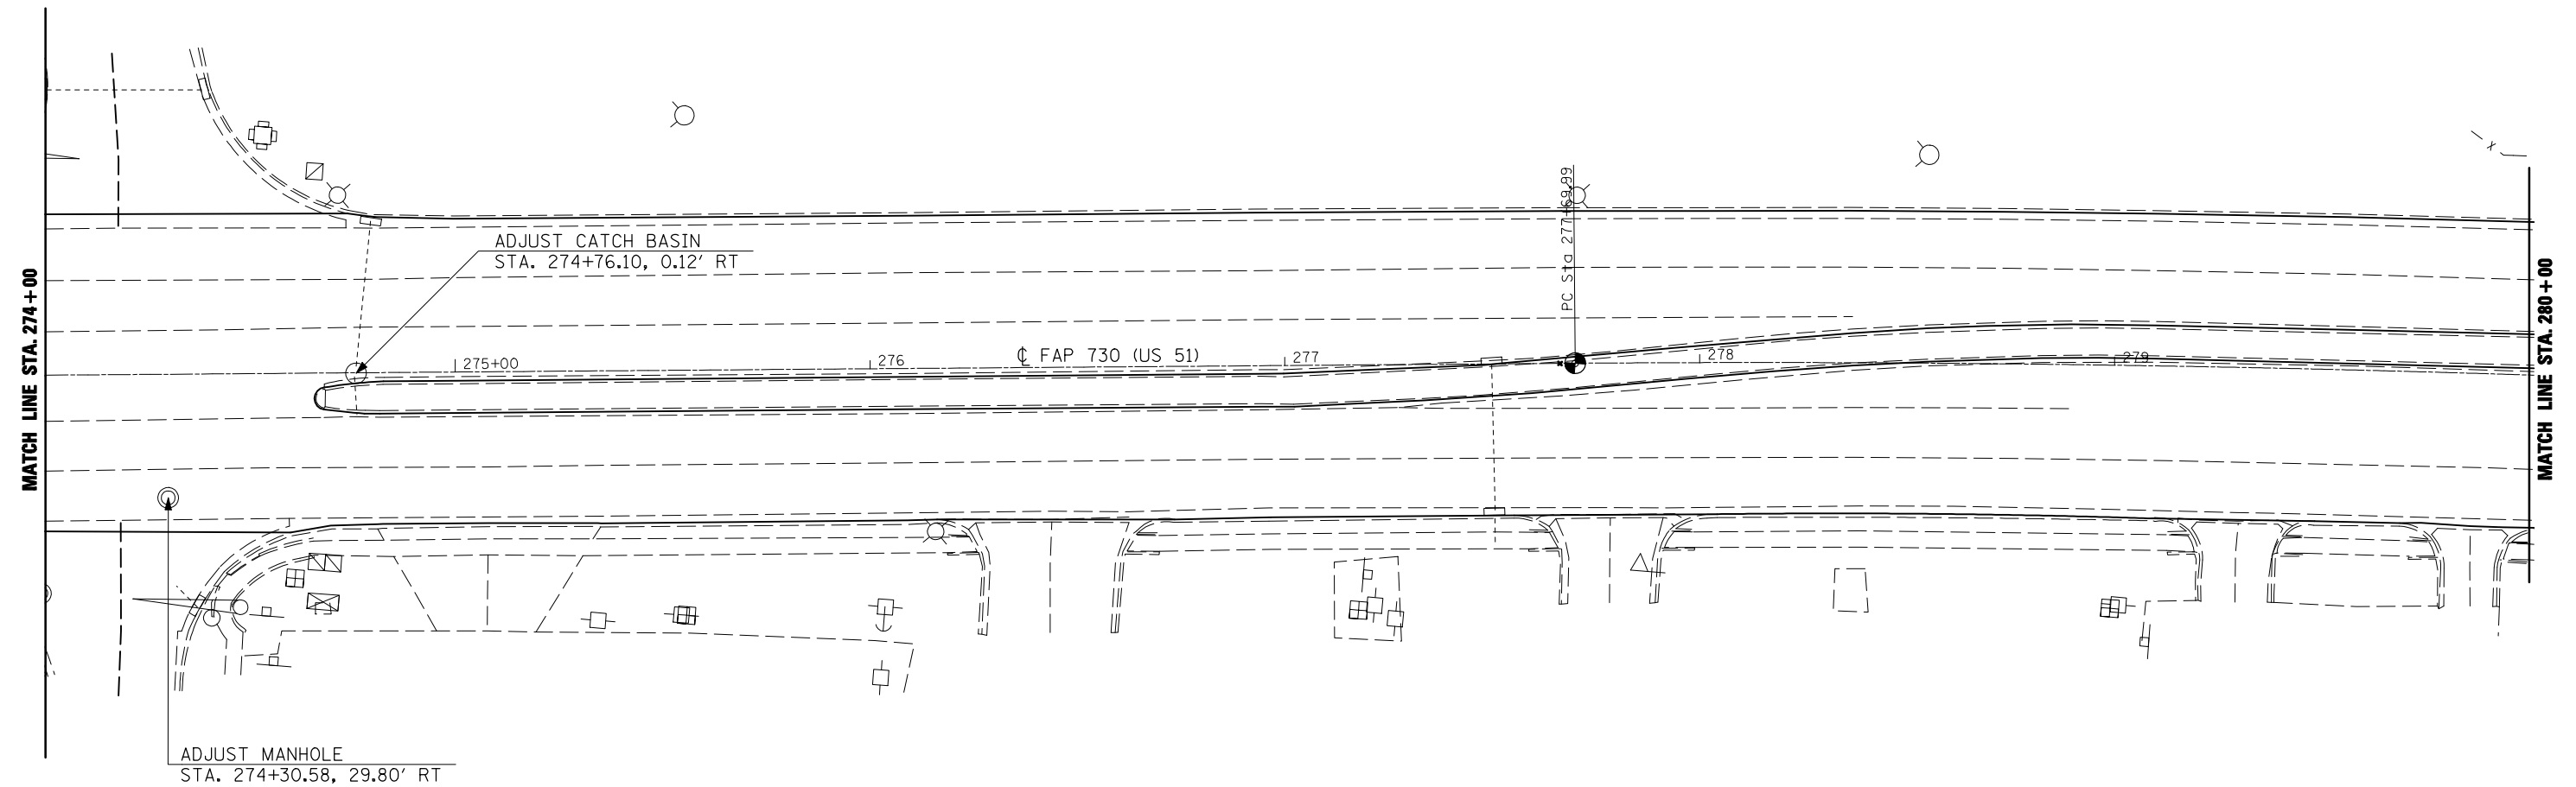 MATCH LINE STA. 274+00
ADJUST CATCH BASIN
STA. 274+76.10, 0.12' RT
PC Sta 277+69.99
275+00
276
℄ FAP 730 (US 51)
277
278
279
MATCH LINE STA. 280+00
ADJUST MANHOLE
STA. 274+30.58, 29.80' RT